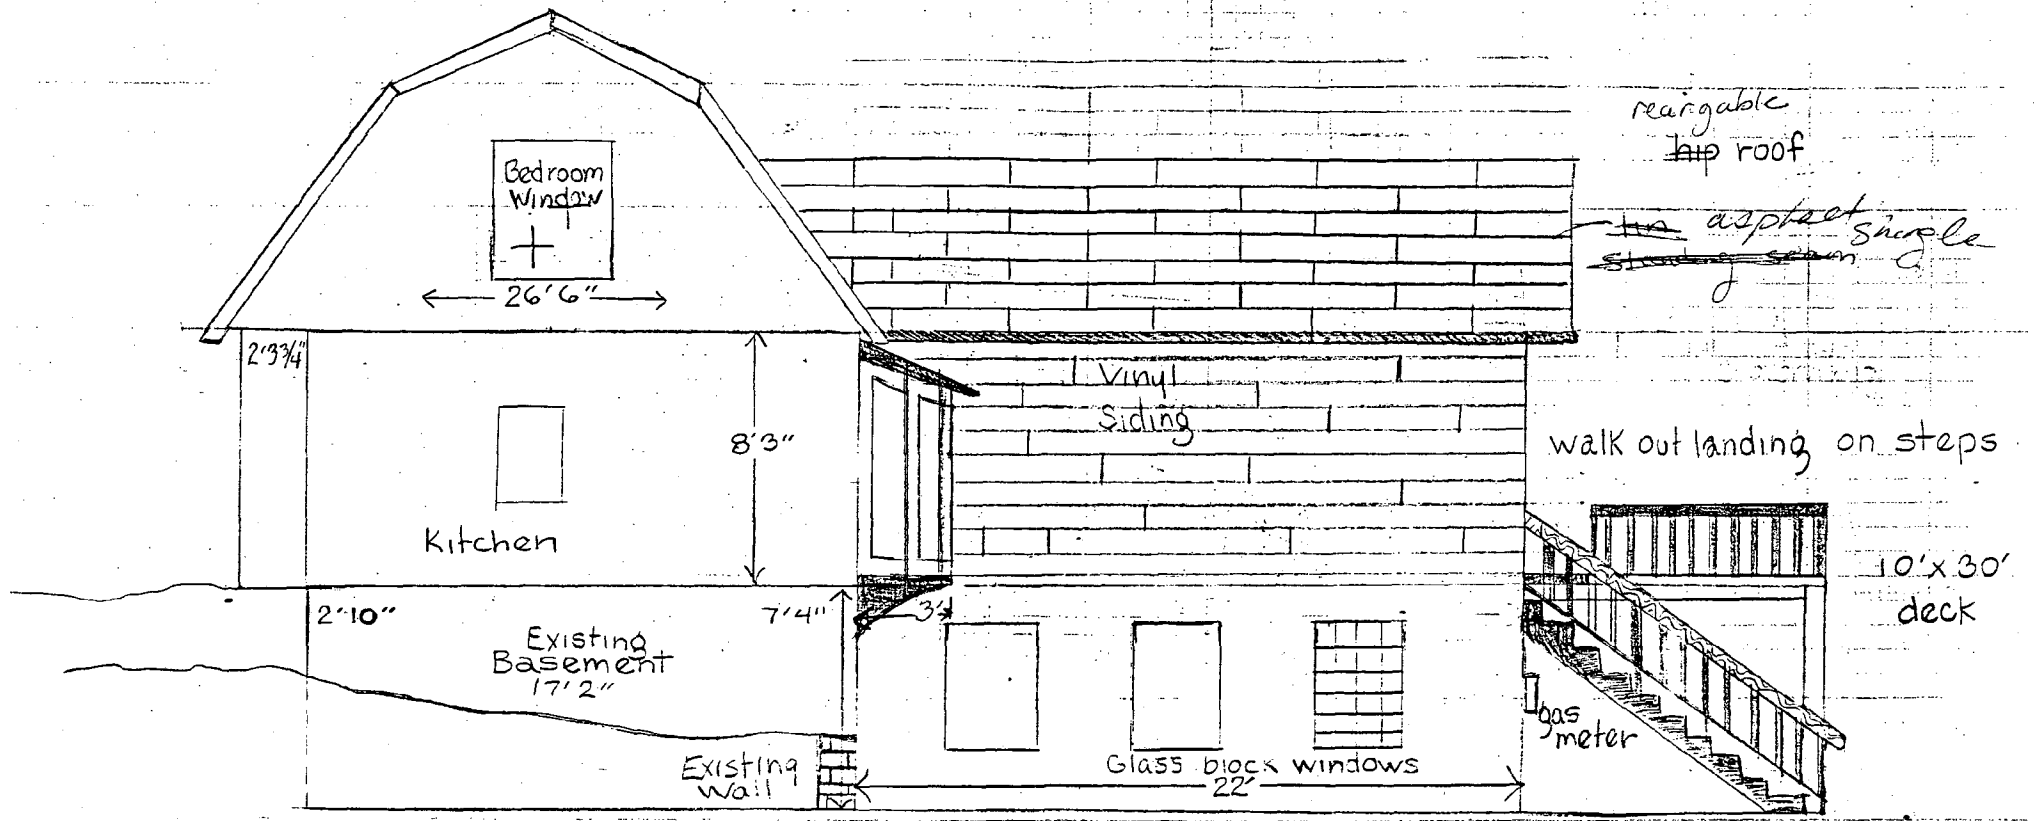 reargable
hip roof
Bedroom
Window
tin asphalt shingle
standing seam
26'6"
2'3¾"
Vinyl
Siding
8'3"
walk out landing on steps
Kitchen
10' x 30'
deck
2'10"
7'4"
3'
Existing
Basement
17'2"
gas
meter
Existing
Wall
Glass block windows
22'